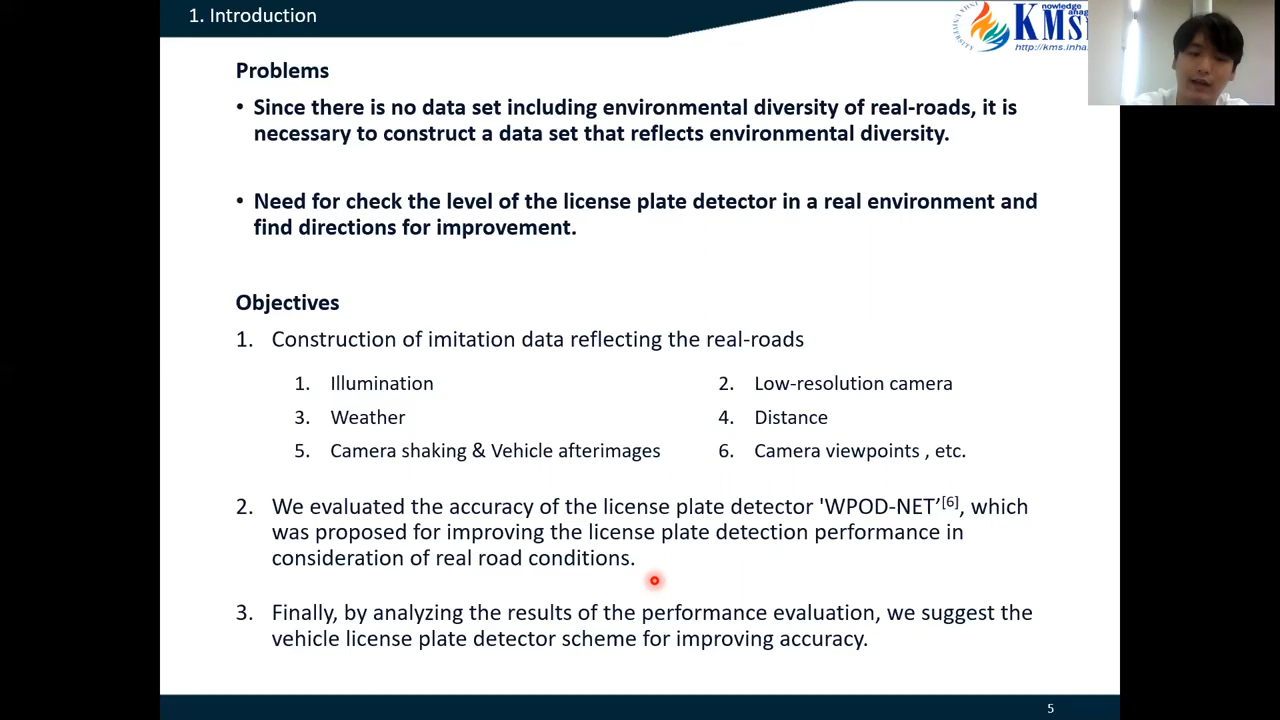 1. Introduction
nowledge
KMs
http://kms.inha
Problems
• Since there is no data set including environmental diversity of real-roads, it is
necessary to construct a data set that reflects environmental diversity.
• Need for check the level of the license plate detector in a real environment and
find directions for improvement.
Objectives
1. Construction of imitation data reflecting the real-roads
1. Illumination
2. Low-resolution camera
3. Weather
4. Distance
5. Camera shaking & Vehicle afterimages
6. Camera viewpoints , etc.
2. We evaluated the accuracy of the license plate detector 'WPOD-NET’[6], which
was proposed for improving the license plate detection performance in
consideration of real road conditions.
3. Finally, by analyzing the results of the performance evaluation, we suggest the
vehicle license plate detector scheme for improving accuracy.
5